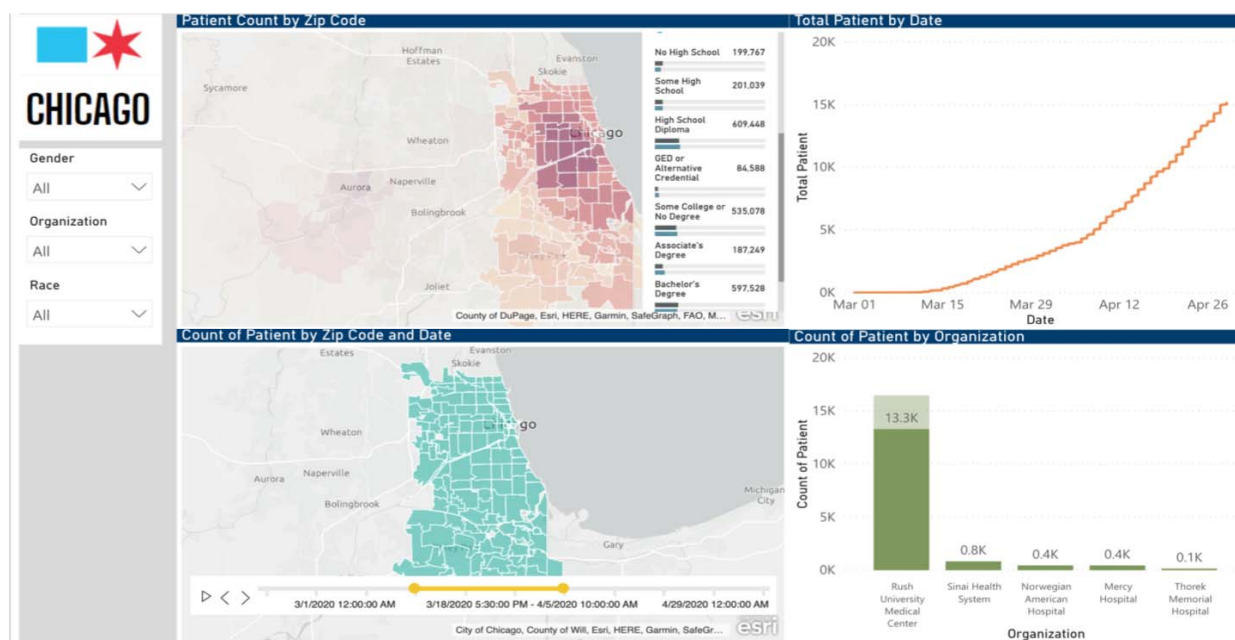 CHICAGO
Gender
All
Organization
All
Race
All
Patient Count by Zip Code
Hoffman
Estates
Evanston
Skokie
Sycamore
Chicago
Wheaton
Aurora
Naperville
Bolingbrook
Joliet
No High School 199,767
Some High
School 201,039
High School
Diploma 609,448
GED or
Alternative
Credential 84,588
Some College or
No Degree 535,078
Associate's
Degree 187,249
Bachelor's
Degree 597,528
County of DuPage, Esri, HERE, Garmin, SafeGraph, FAO, M...
esri
Total Patient by Date
Total Patient
20K
15K
10K
5K
0K
Mar 01 Mar 15 Mar 29 Apr 12 Apr 26
Date
Count of Patient by Zip Code and Date
Estates
Evanston
Skokie
Chicago
Wheaton
Aurora
Naperville
Bolingbrook
Michigan
City
Gary
3/1/2020 12:00:00 AM 3/18/2020 5:30:00 PM - 4/5/2020 10:00:00 AM 4/29/2020 12:00:00 AM
City of Chicago, County of Will, Esri, HERE, Garmin, SafeGr...
esri
Count of Patient by Organization
Count of Patient
20K
15K
10K
5K
0K
13.3K
0.8K
0.4K
0.4K
0.1K
Rush
University
Medical
Center
Sinai Health
System
Norwegian
American
Hospital
Mercy
Hospital
Thorek
Memorial
Hospital
Organization